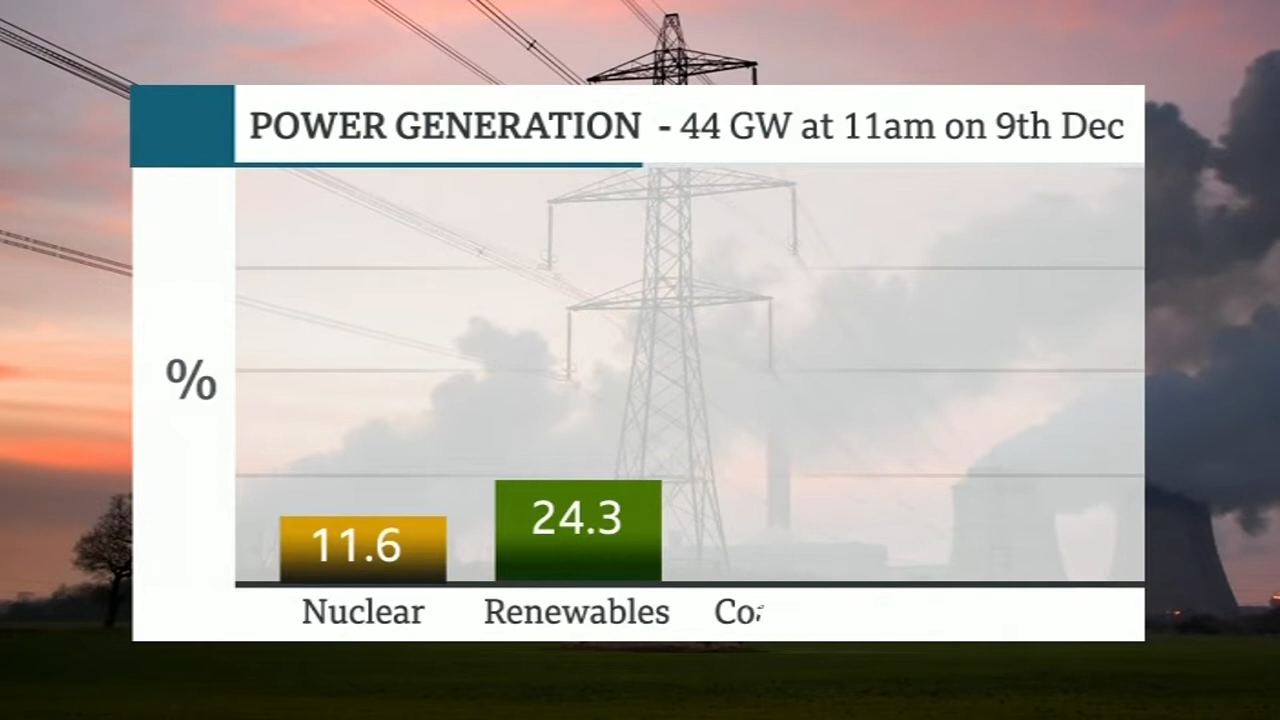 POWER GENERATION - 44 GW at 11am on 9th Dec
%
11.6
24.3
Nuclear Renewables